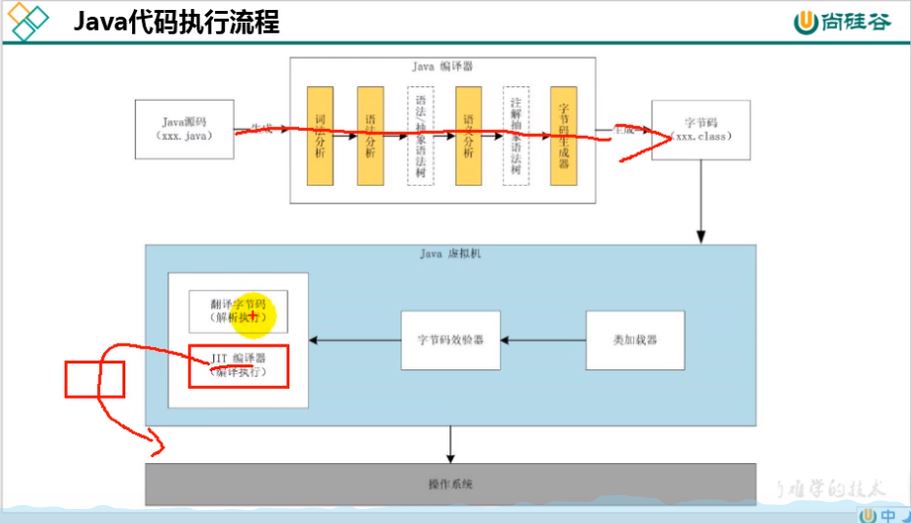 Java代码执行流程
尚硅谷
Java 编译器
Java源码
(xxx.java)
生成
词法分析
语法分析
语法/抽象语法树
语义分析
注解抽象语法树
字节码生成器
生成
字节码
(xxx.class)
Java 虚拟机
翻译字节码
(解析执行)
JIT 编译器
(编译执行)
字节码效验器
类加载器
操作系统
难学的技术
中